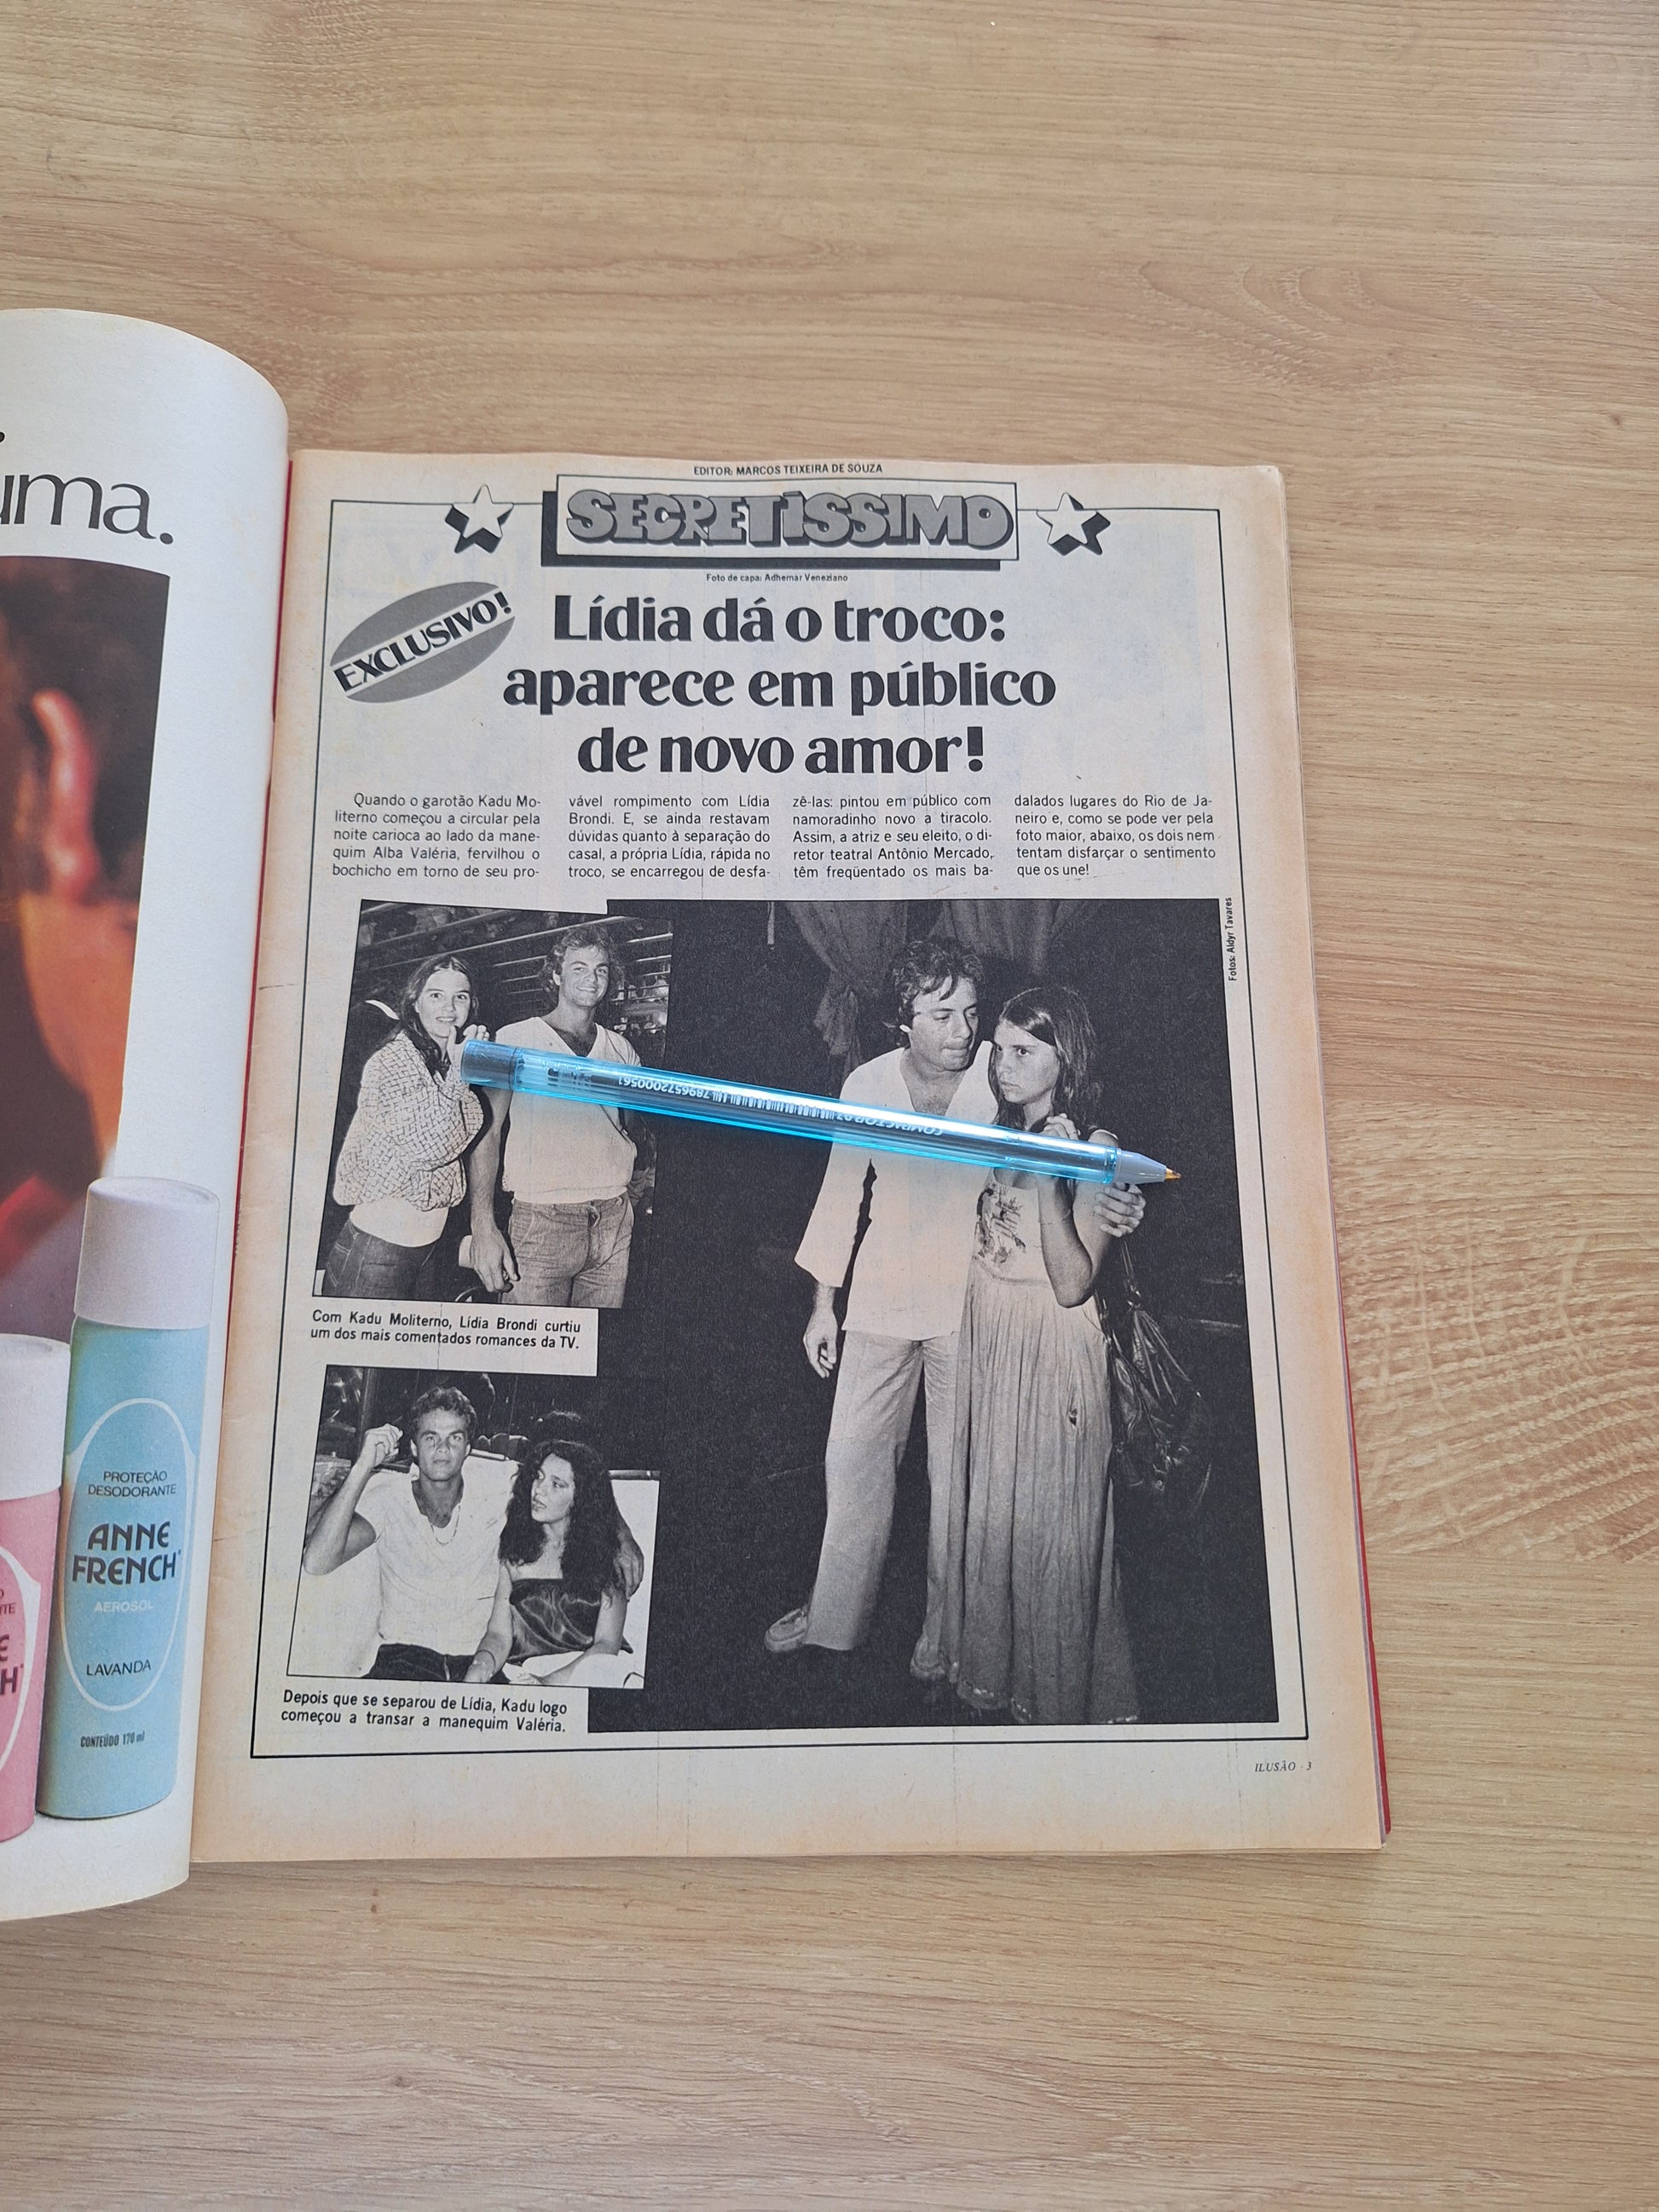 uma.
PROTEÇÃO
DESODORANTE
ANNE
FRENCH
AEROSOL
LAVANDA
CONTEÚDO 170 ml
EDITOR: MARCOS TEIXEIRA DE SOUZA
SECRETÍSSIMO
Foto de capa: Adhemar Veneziano
EXCLUSIVO!
Lídia dá o troco:
aparece em público
de novo amor!
Quando o garotão Kadu Mo-
literno começou a circular pela
noite carioca ao lado da mane-
quim Alba Valéria, fervilhou o
bochicho em torno de seu pro-
vável rompimento com Lídia
Brondi. E, se ainda restavam
dúvidas quanto à separação do
casal, a própria Lídia, rápida no
troco, se encarregou de desfa-
zê-las: pintou em público com
namoradinho novo a tiracolo.
Assim, a atriz e seu eleito, o di-
retor teatral Antônio Mercado,
têm freqüentado os mais ba-
dalados lugares do Rio de Ja-
neiro e, como se pode ver pela
foto maior, abaixo, os dois nem
tentam disfarçar o sentimento
que os une!
Fotos: Aldyr Tavares
7896572000561
COMPACTOR 07
Com Kadu Moliterno, Lídia Brondi curtiu
um dos mais comentados romances da TV.
Depois que se separou de Lídia, Kadu logo
começou a transar a manequim Valéria.
ILUSÃO - 3